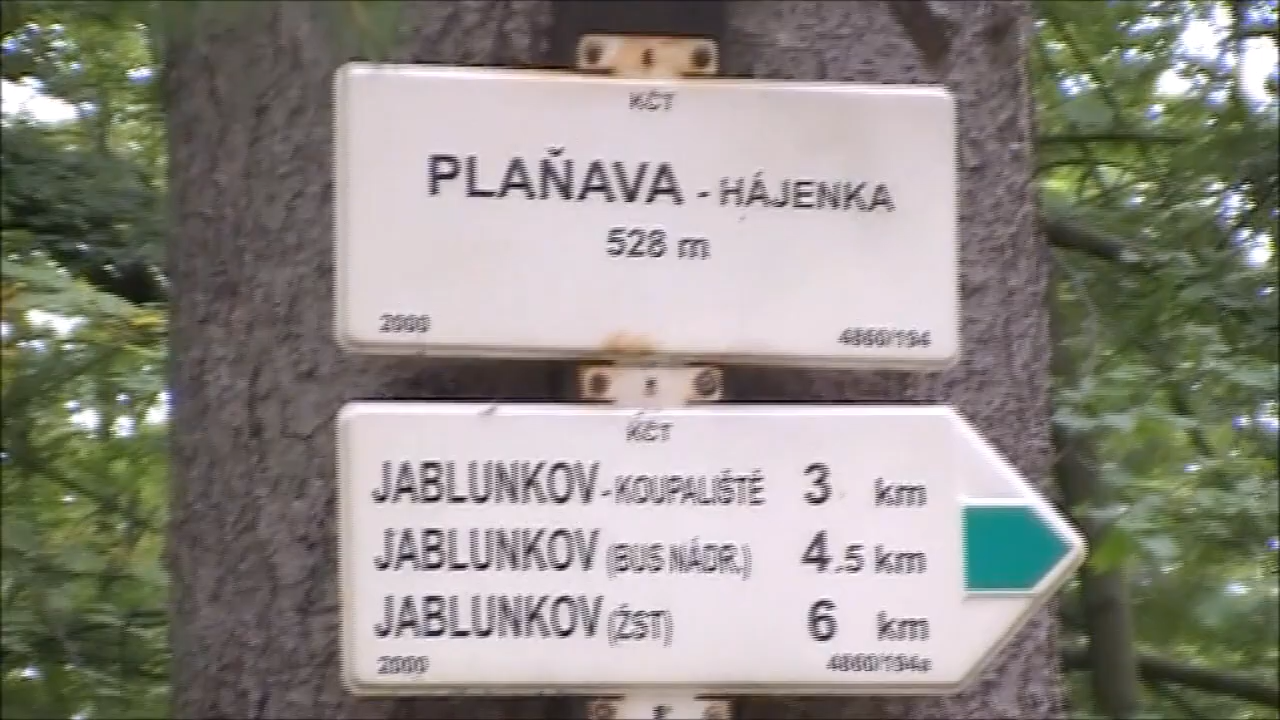 KČT
PLAŇAVA - HÁJENKA
528 m
2000 4860/194
KČT
JABLUNKOV - KOUPALIŠTĚ 3 km
JABLUNKOV (BUS NÁDR.) 4.5 km
JABLUNKOV (ŽST) 6 km
2000 4860/194a